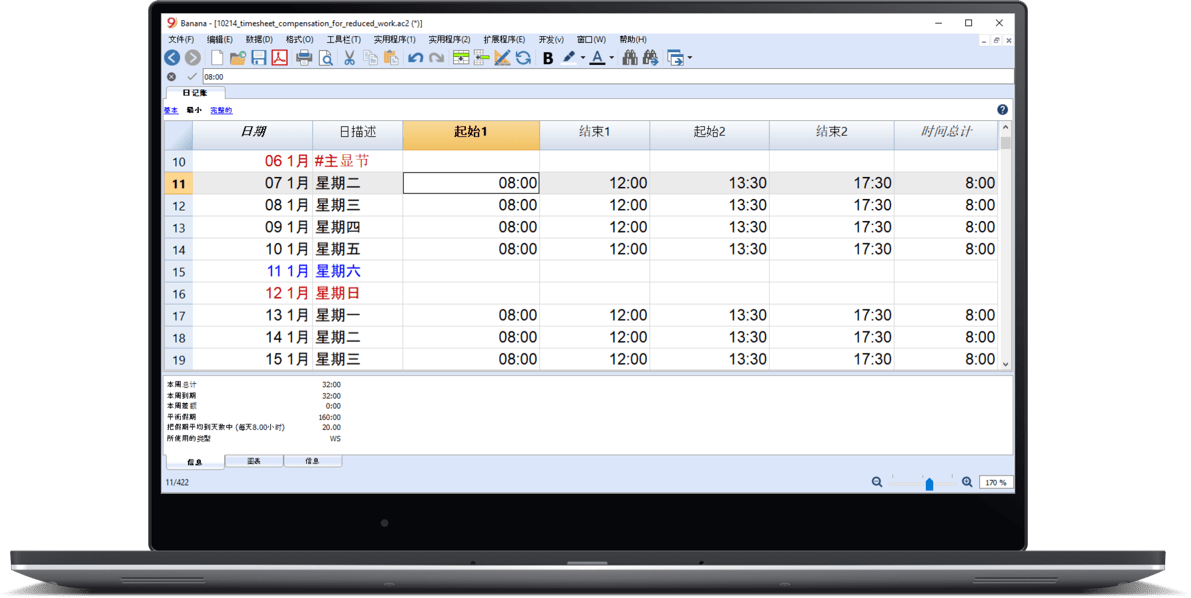 Banana - [10214_timesheet_compensation_for_reduced_work.ac2 (*)]
文件(F) 编辑(E) 数据(D) 格式(O) 工具栏(T) 实用程序(1) 实用程序(2) 扩展程序(E) 开发(v) 窗口(W) 帮助(H)
08:00
日记账
基本 最小 完整的
日期 日描述 起始1 结束1 起始2 结束2 时间总计
10 06 1月 #主显节
11 07 1月 星期二 08:00 12:00 13:30 17:30 8:00
12 08 1月 星期三 08:00 12:00 13:30 17:30 8:00
13 09 1月 星期四 08:00 12:00 13:30 17:30 8:00
14 10 1月 星期五 08:00 12:00 13:30 17:30 8:00
15 11 1月 星期六
16 12 1月 星期日
17 13 1月 星期一 08:00 12:00 13:30 17:30 8:00
18 14 1月 星期二 08:00 12:00 13:30 17:30 8:00
19 15 1月 星期三 08:00 12:00 13:30 17:30 8:00
本周总计 32:00
本周到期 32:00
本周差额 0:00
平衡假期 160:00
把假期平均到天数中 (每天8.00小时) 20.00
所使用的类型 WS
信息 图表 信息
11/422 170 %